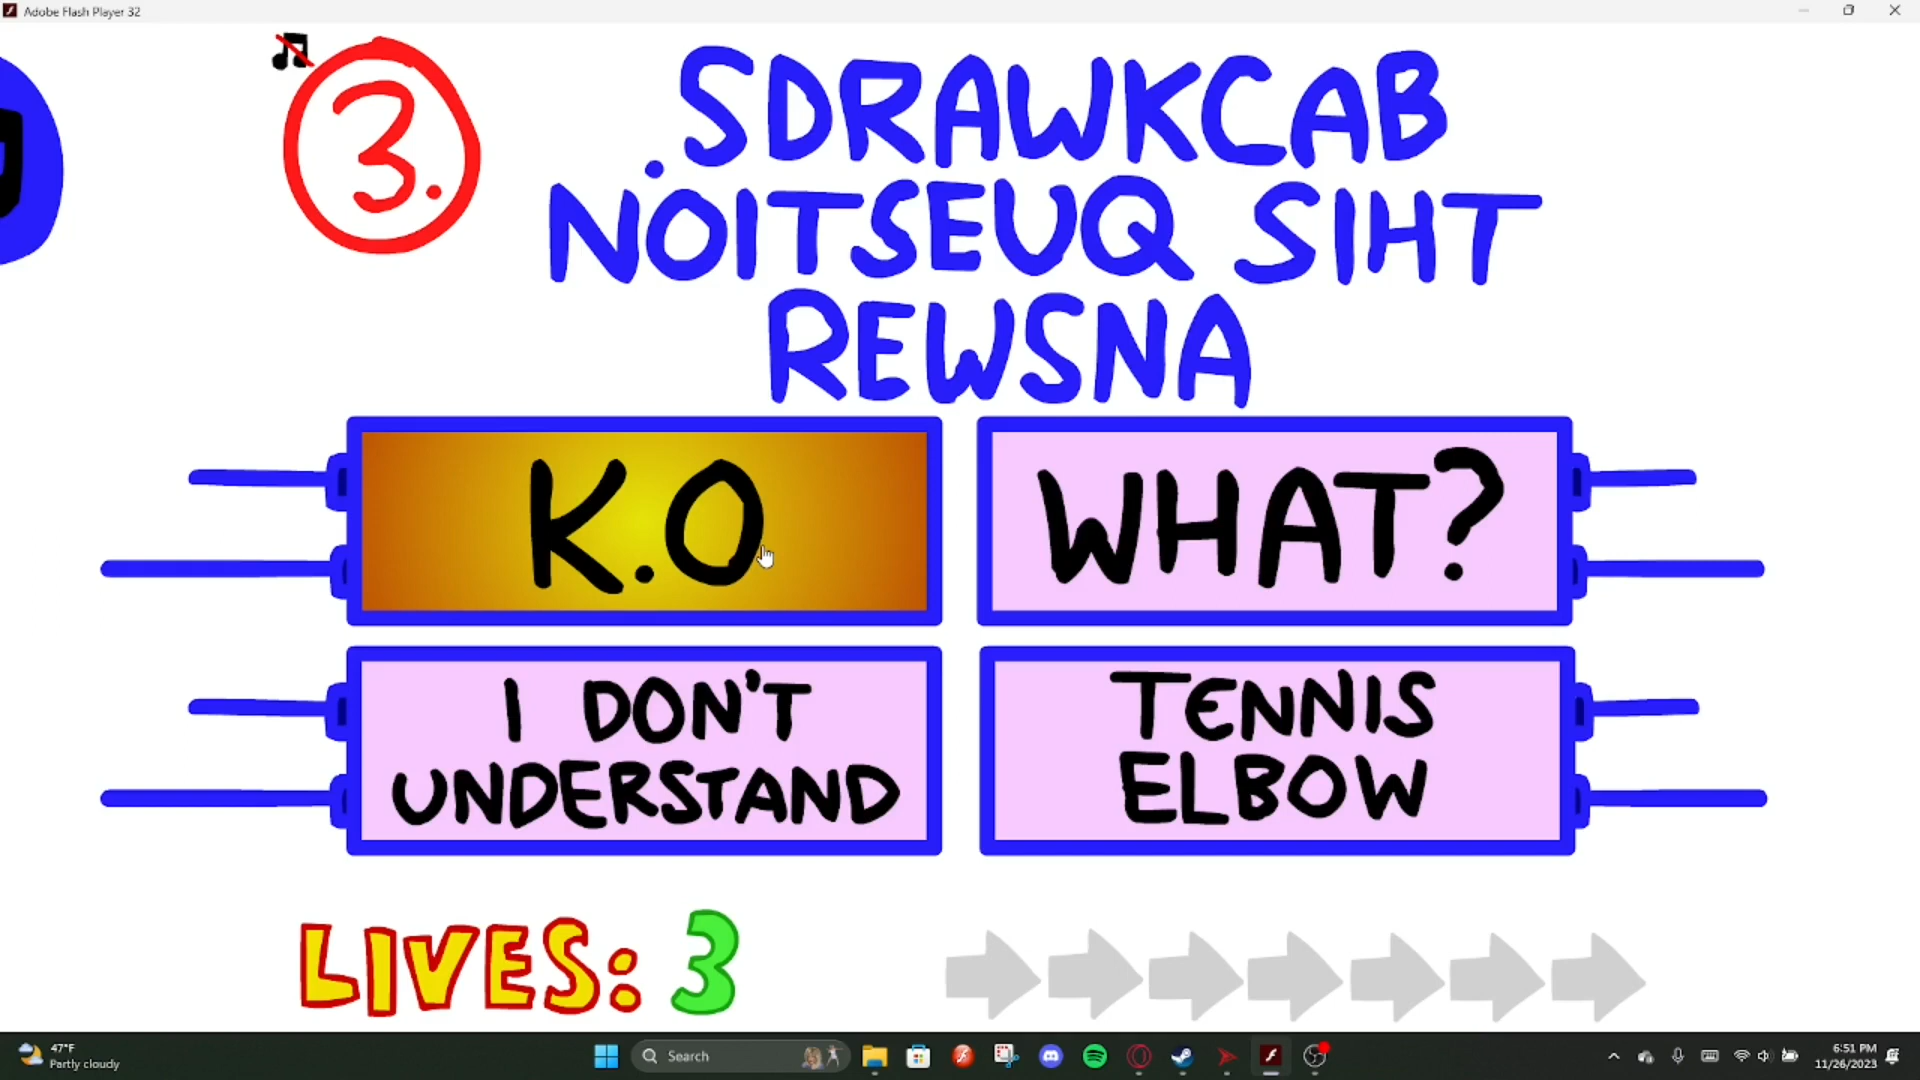 Adobe Flash Player 32
3.
.SDRAWKCAB
NOITSEUQ SIHT
REWSNA
K.O
WHAT?
I DON'T
UNDERSTAND
TENNIS
ELBOW
LIVES: 3
47°F
Partly cloudy
Search
6:51 PM
11/26/2023